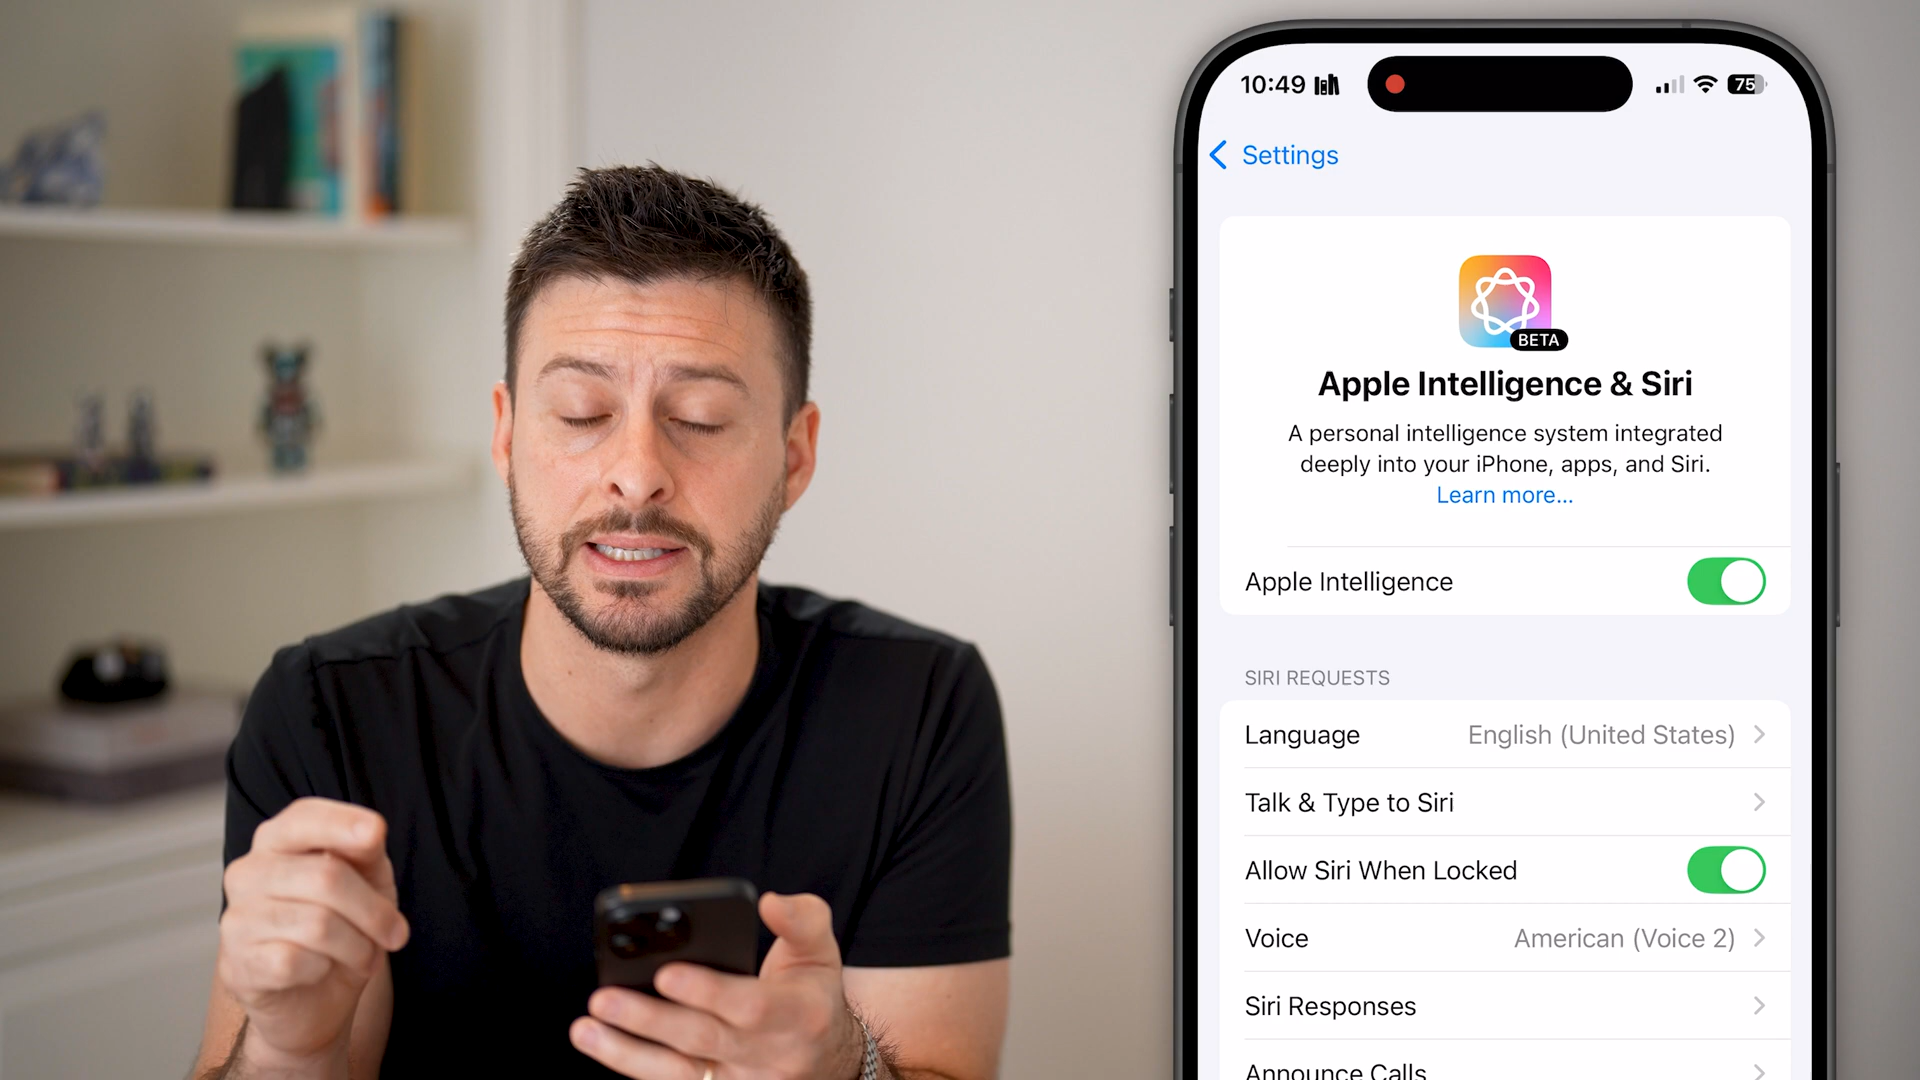 10:49
75
Settings
BETA
Apple Intelligence & Siri
A personal intelligence system integrated
deeply into your iPhone, apps, and Siri.
Learn more...
Apple Intelligence
SIRI REQUESTS
Language English (United States)
Talk & Type to Siri
Allow Siri When Locked
Voice American (Voice 2)
Siri Responses
Announce Calls